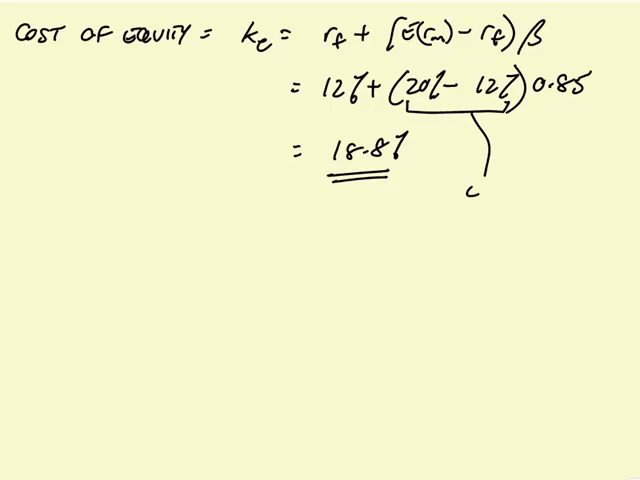 COST OF EQUITY = ke = rf + [E(rm) - rf) β
= 12% + (20% - 12%) 0.85
= 18.8%